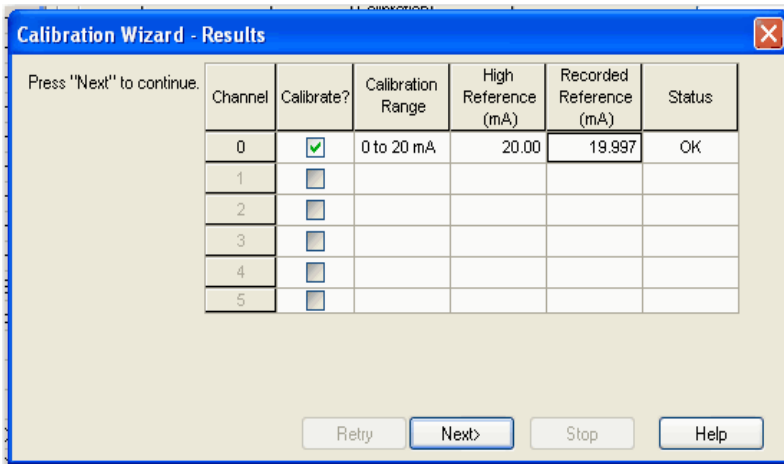 Calibration Wizard - Results
Press "Next" to continue.
Channel Calibrate? Calibration Range High Reference (mA) Recorded Reference (mA) Status
0 0 to 20 mA 20.00 19.997 OK
1
2
3
4
5
Retry Next> Stop Help